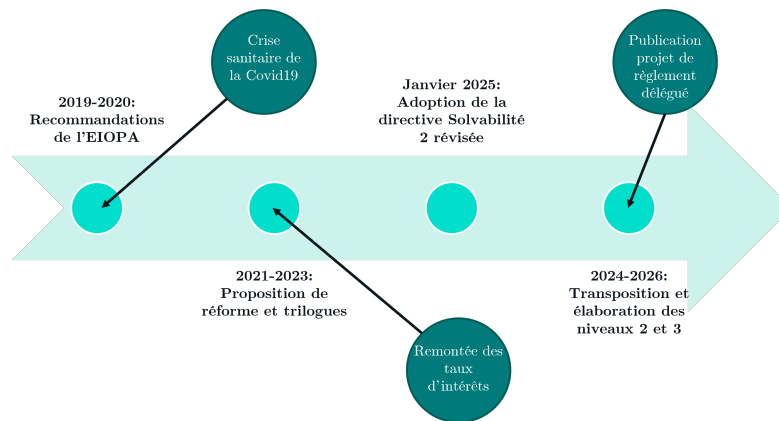 Crise
sanitaire de
la Covid19
Publication
projet de
règlement
délégué
2019-2020:
Recommandations
de l'EIOPA
Janvier 2025:
Adoption de la
directive Solvabilité
2 révisée
2021-2023:
Proposition de
réforme et trilogues
2024-2026:
Transposition et
élaboration des
niveaux 2 et 3
Remontée des
taux
d'intérêts